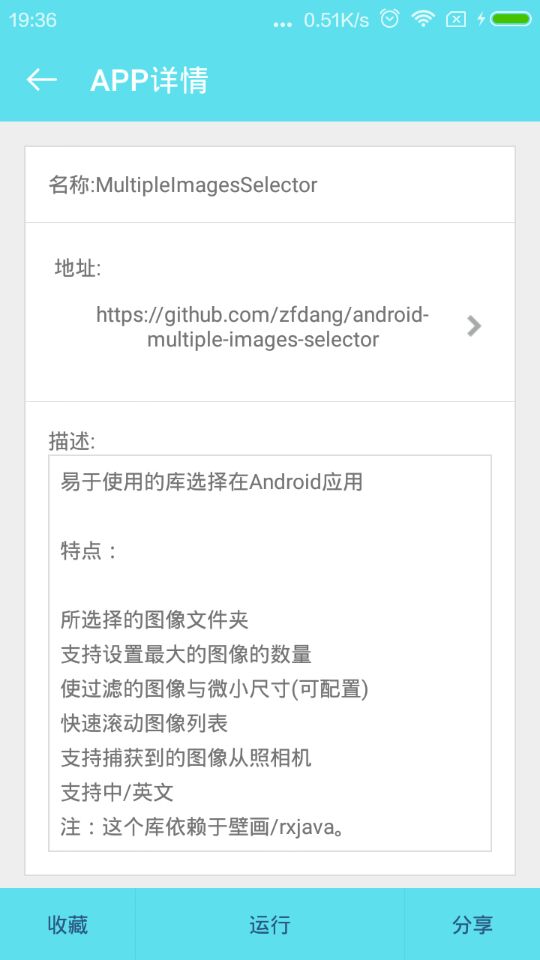 19:36
... 0.51K/s
APP详情
名称:MultipleImagesSelector
地址:
https://github.com/zfdang/android-
multiple-images-selector
描述:
易于使用的库选择在Android应用
特点：
所选择的图像文件夹
支持设置最大的图像的数量
使过滤的图像与微小尺寸(可配置)
快速滚动图像列表
支持捕获到的图像从照相机
支持中/英文
注：这个库依赖于壁画/rxjava。
收藏
运行
分享